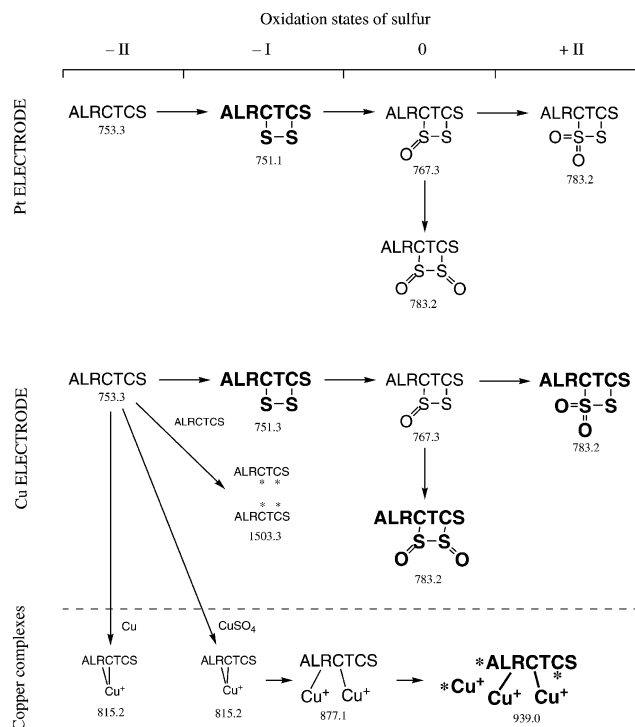 Oxidation states of sulfur
– II
– I
0
+ II
Pt ELECTRODE
ALRCTCS
753.3
ALRCTCS
S–S
751.1
ALRCTCS
S–S
O
767.3
ALRCTCS
O=S S
O
783.2
ALRCTCS
S–S
O O
783.2
Cu ELECTRODE
ALRCTCS
753.3
ALRCTCS
S–S
751.3
ALRCTCS
S–S
O
767.3
ALRCTCS
O=S S
O
783.2
ALRCTCS
ALRCTCS
* *
* *
ALRCTCS
1503.3
ALRCTCS
S–S
O O
783.2
Copper complexes
Cu
CuSO₄
ALRCTCS
Cu⁺
815.2
ALRCTCS
Cu⁺
815.2
ALRCTCS
Cu⁺ Cu⁺
877.1
*ALRCTCS
*
*Cu⁺
Cu⁺ Cu⁺
939.0